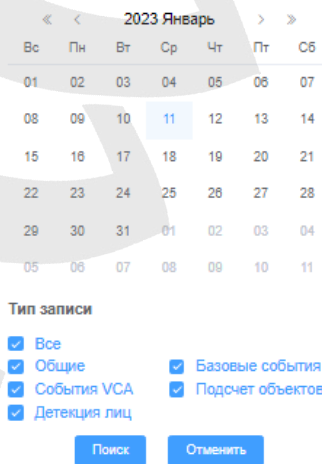 « < 2023 Январь > »
Вс Пн Вт Ср Чт Пт Сб
01 02 03 04 05 06 07
08 09 10 11 12 13 14
15 16 17 18 19 20 21
22 23 24 25 26 27 28
29 30 31 01 02 03 04
05 06 07 08 09 10 11
Тип записи
Все
Общие Базовые события
События VCA Подсчет объектов
Детекция лиц
Поиск Отменить